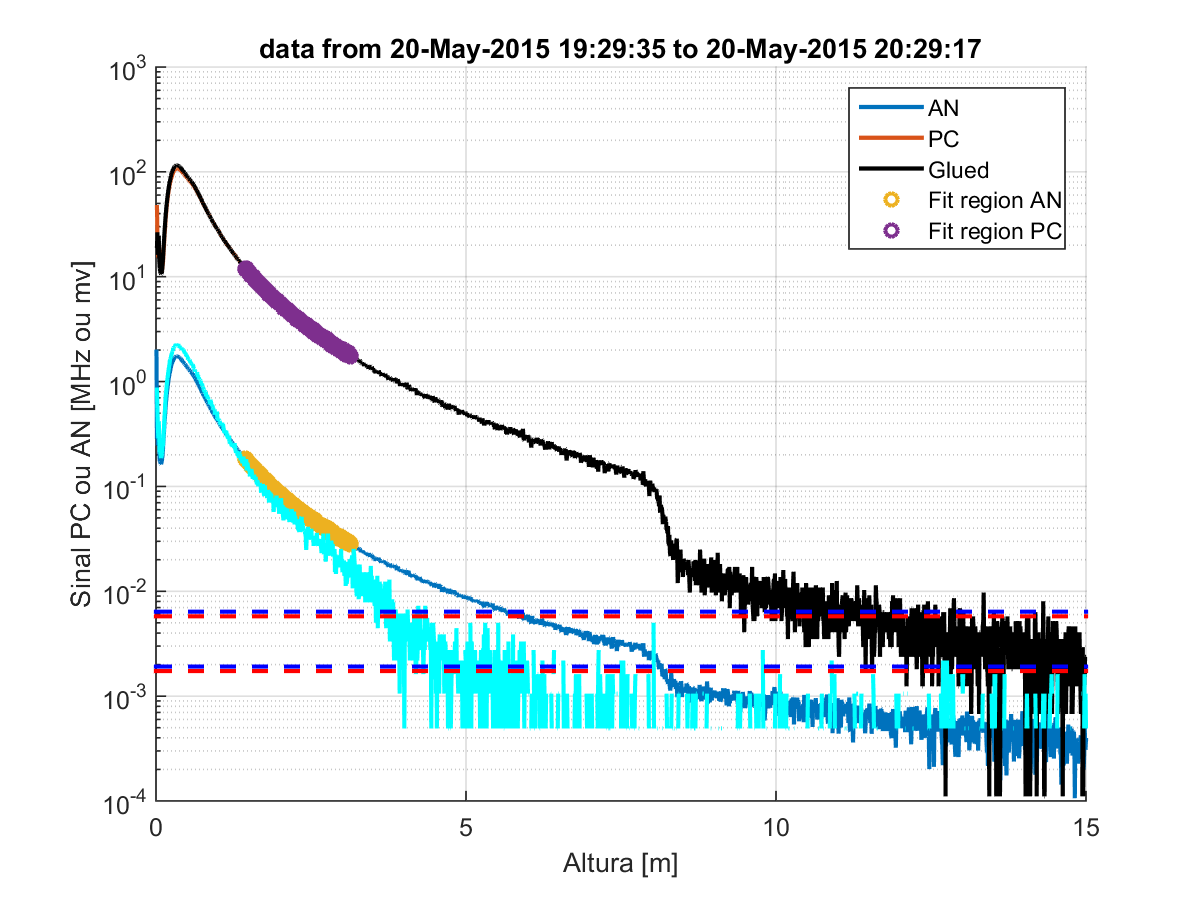 data from 20-May-2015 19:29:35 to 20-May-2015 20:29:17
10^3
10^2
10^1
10^0
10^-1
10^-2
10^-3
10^-4
Sinal PC ou AN [MHz ou mv]
AN
PC
Glued
Fit region AN
Fit region PC
0
5
10
15
Altura [m]